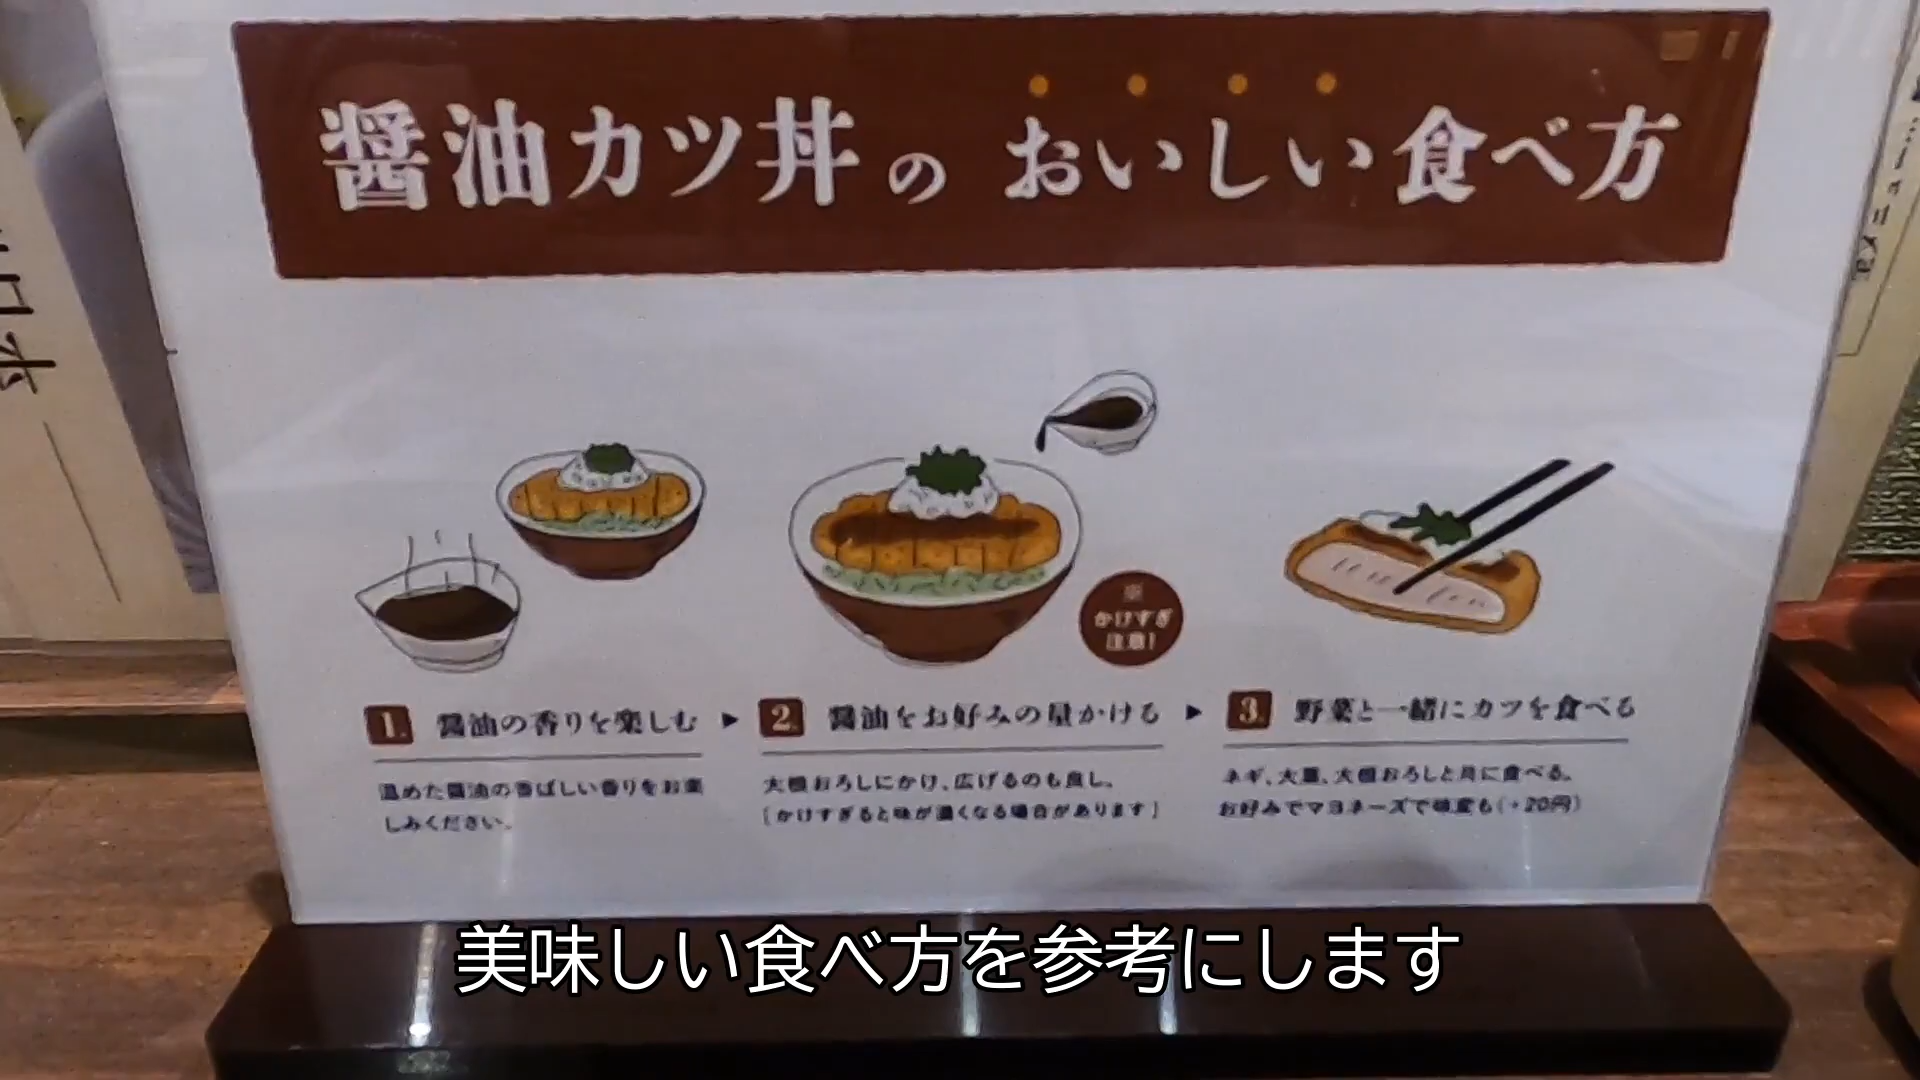 醤油カツ丼の おいしい食べ方
※
かけすぎ
注意!
1. 醤油の香りを楽しむ ▶ 2. 醤油をお好みの量かける ▶ 3. 野菜と一緒にカツを食べる
温めた醤油の香ばしい香りをお楽
しみください。
大根おろしにかけ、広げるのも良し。
(かけすぎると味が濃くなる場合があります)
ネギ、大葉、大根おろしと共に食べる。
お好みでマヨネーズで味変も(+20円)
美味しい食べ方を参考にします